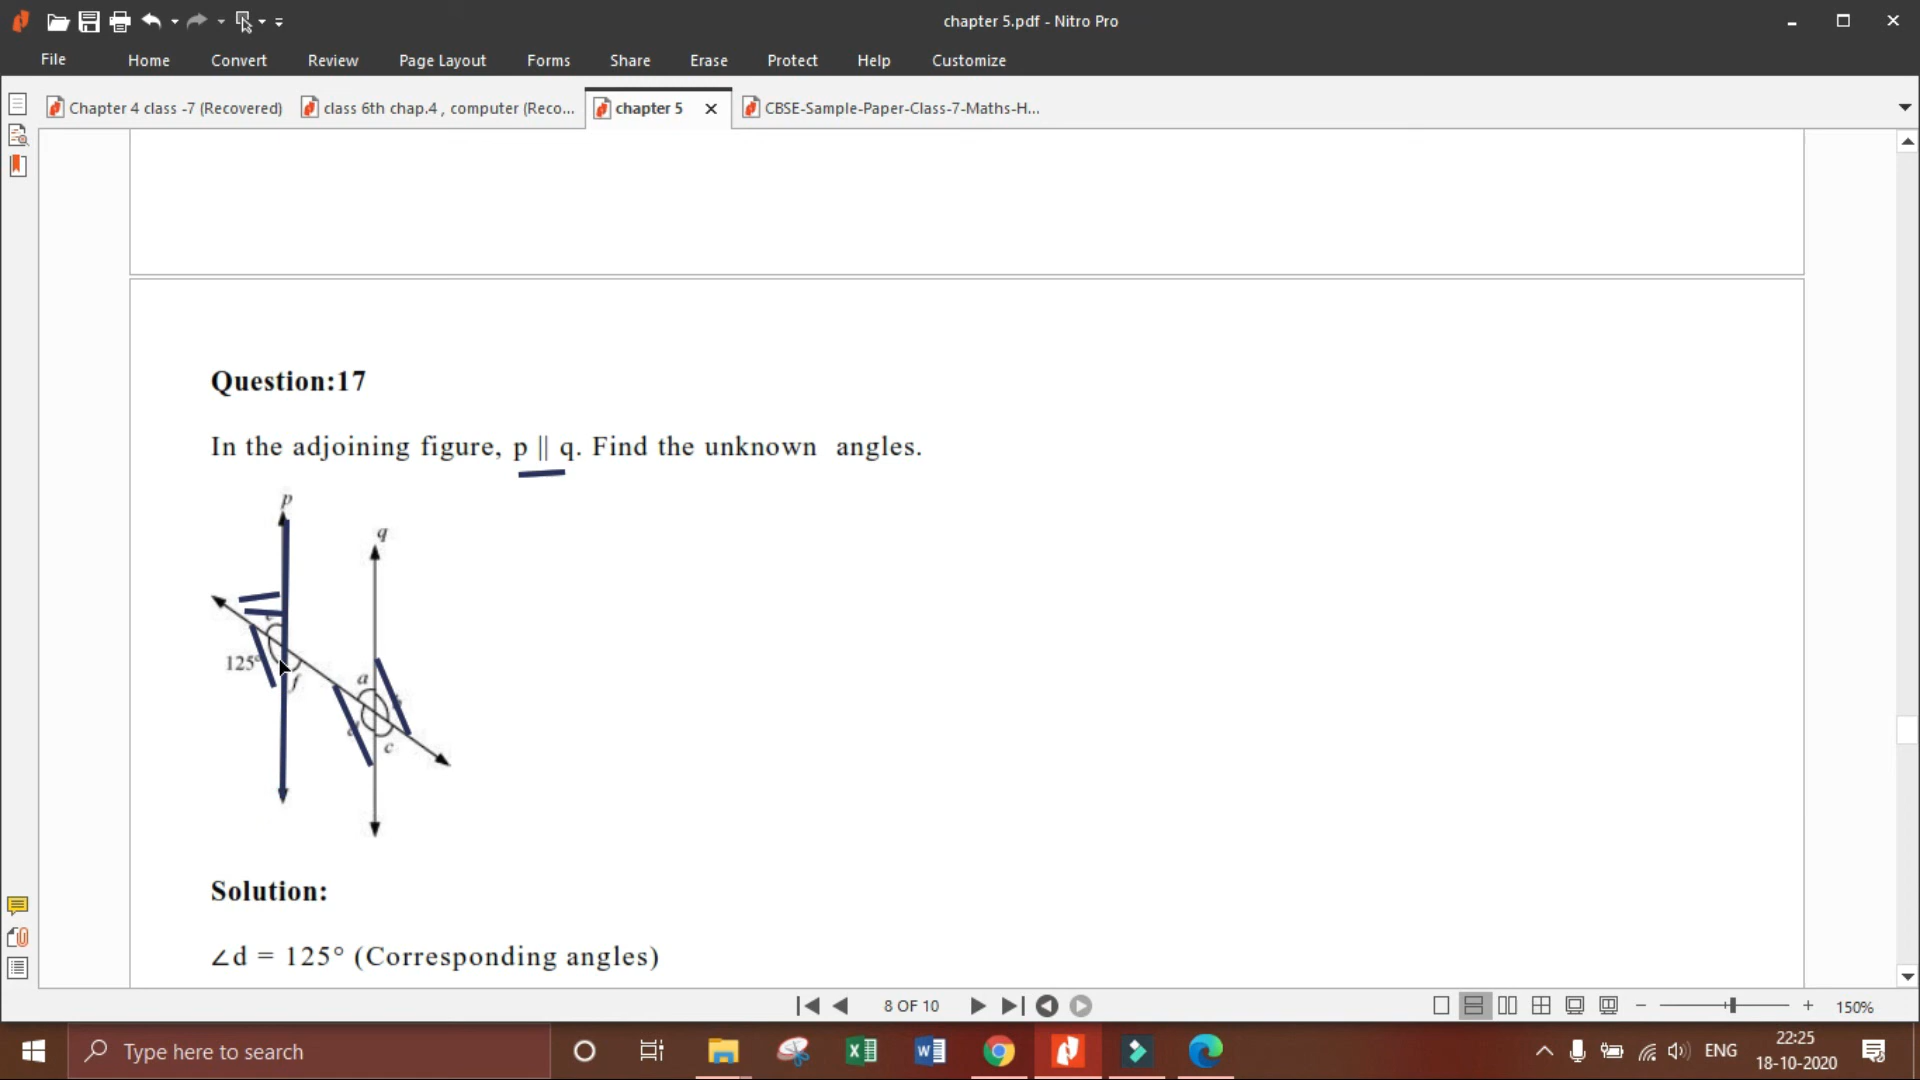 chapter 5.pdf - Nitro Pro
File Home Convert Review Page Layout Forms Share Erase Protect Help Customize
Chapter 4 class -7 (Recovered) class 6th chap.4 , computer (Reco... chapter 5 CBSE-Sample-Paper-Class-7-Maths-H...
Question:17
In the adjoining figure, p || q. Find the unknown angles.
p
q
125°
f
a
d
c
Solution:
∠d = 125° (Corresponding angles)
8 OF 10
150%
Type here to search
ENG
22:25
18-10-2020